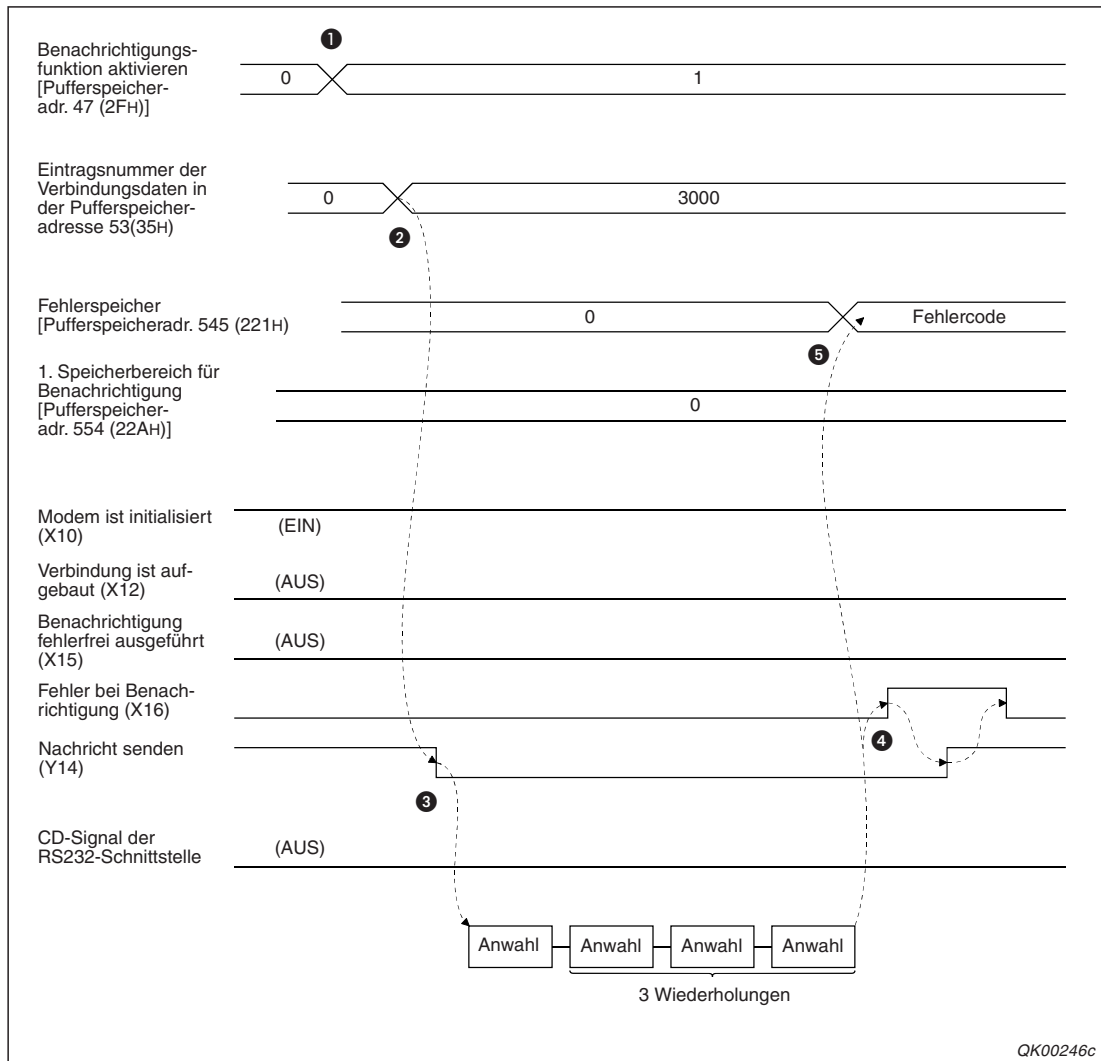 ❶
Benachrichtigungs-
funktion aktivieren
[Pufferspeicher-
adr. 47 (2FH)]
0
1
Eintragsnummer der
Verbindungsdaten in
der Pufferspeicher-
adresse 53(35H)
0
3000
❷
Fehlerspeicher
[Pufferspeicheradr. 545 (221H)
0
Fehlercode
❺
1. Speicherbereich für
Benachrichtigung
[Pufferspeicher-
adr. 554 (22AH)]
0
Modem ist initialisiert
(X10)
(EIN)
Verbindung ist auf-
gebaut (X12)
(AUS)
Benachrichtigung
fehlerfrei ausgeführt
(X15)
(AUS)
Fehler bei Benach-
richtigung (X16)
❹
Nachricht senden
(Y14)
❸
CD-Signal der
RS232-Schnittstelle
(AUS)
Anwahl Anwahl Anwahl Anwahl
3 Wiederholungen
QK00246c